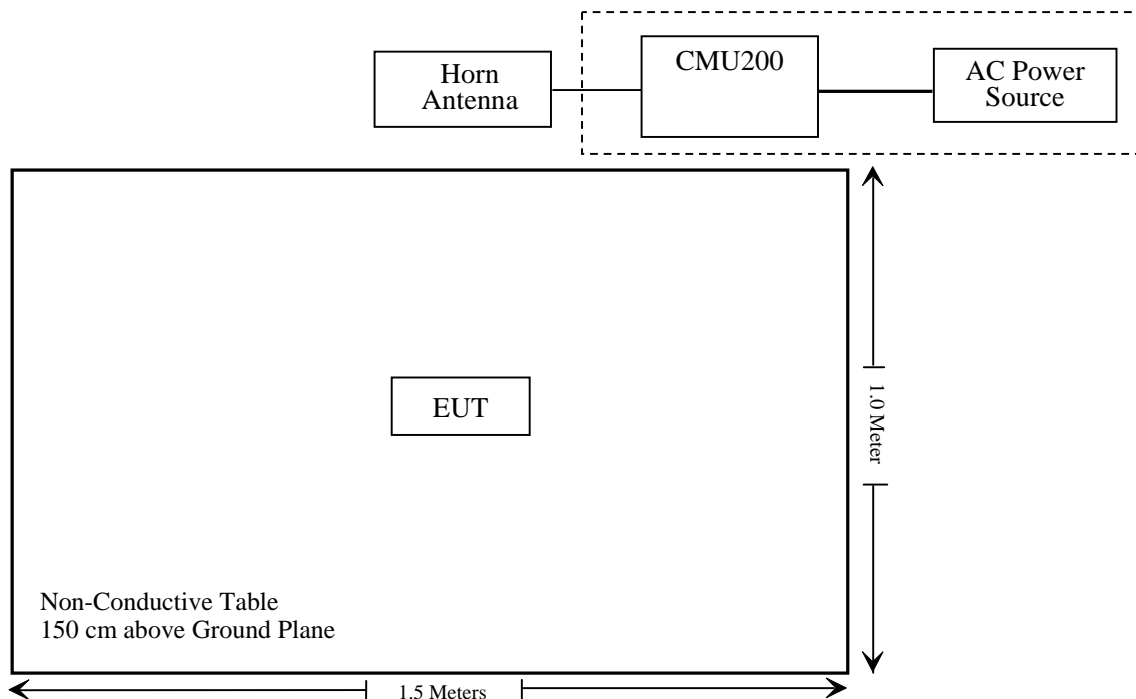 Horn
Antenna
CMU200
AC Power
Source
EUT
1.0 Meter
Non-Conductive Table
150 cm above Ground Plane
1.5 Meters